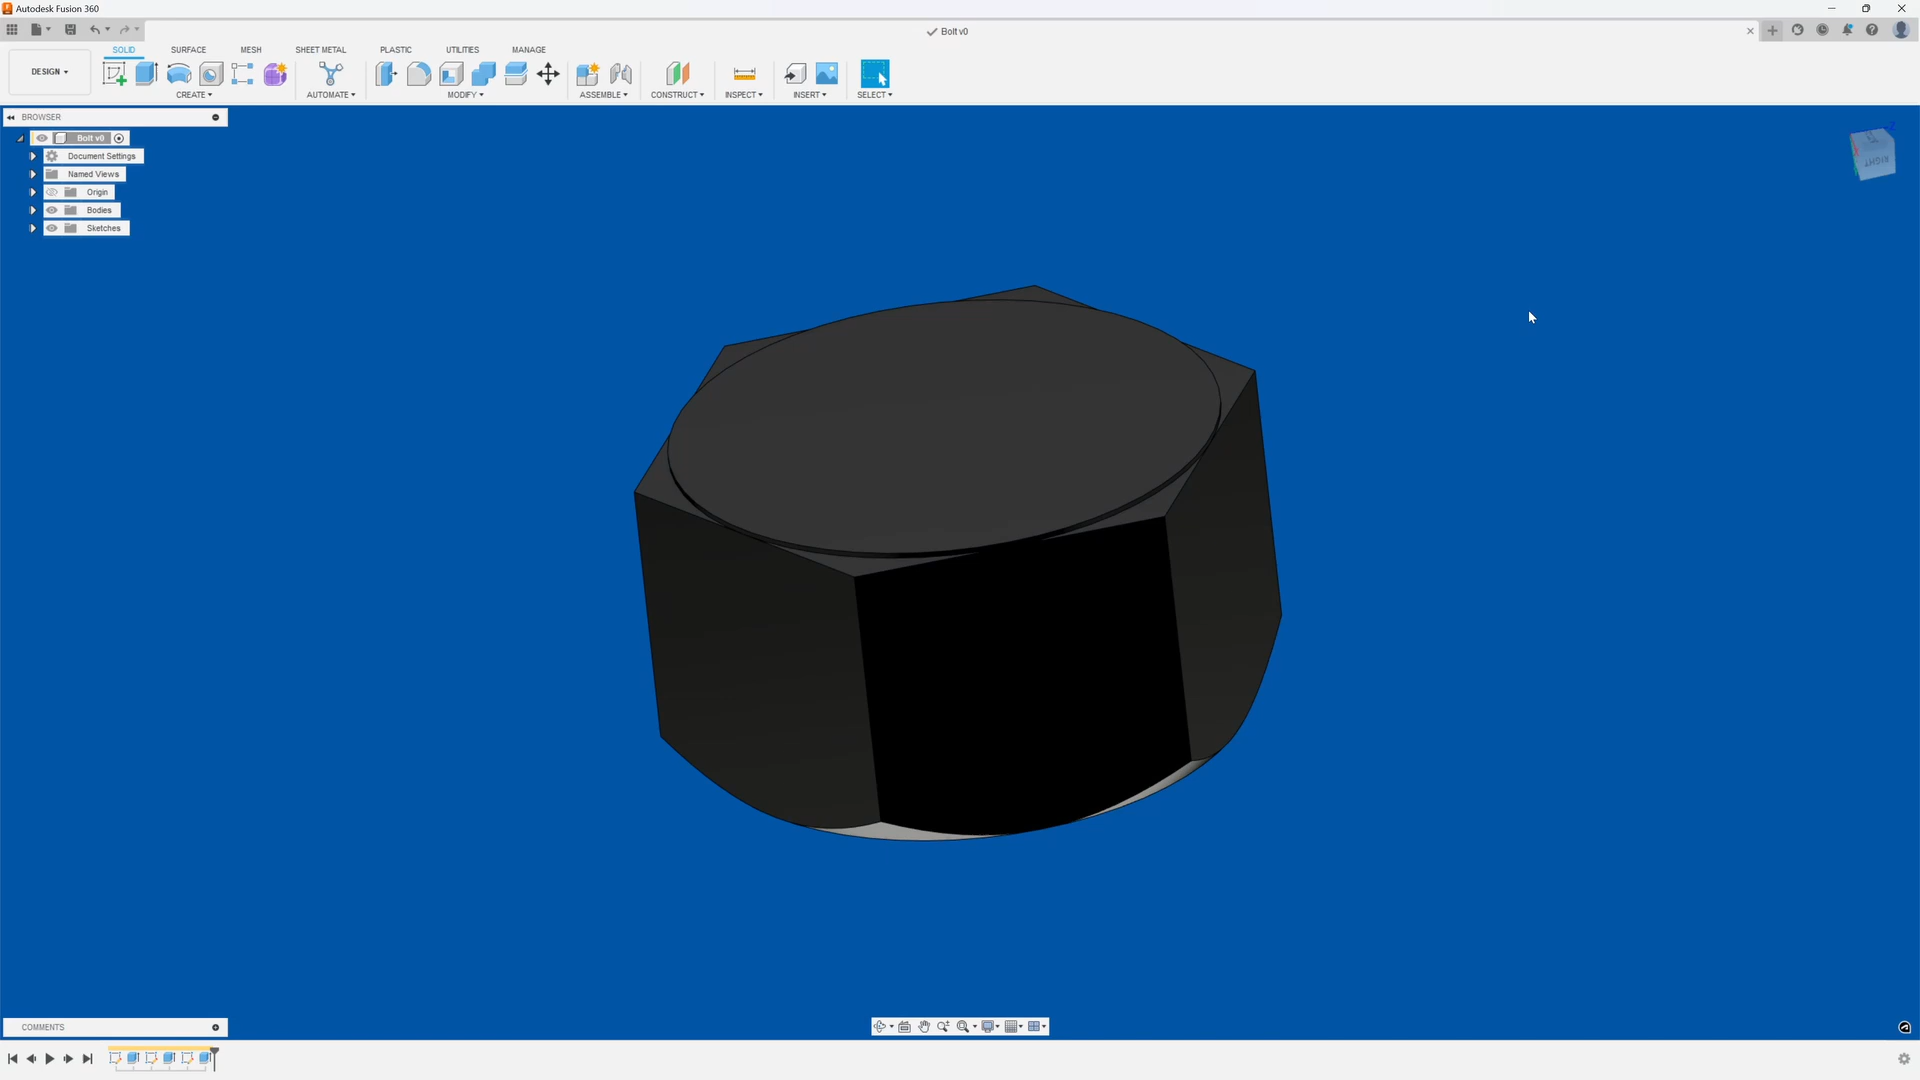 Autodesk Fusion 360
Bolt v0
SOLID SURFACE MESH SHEET METAL PLASTIC UTILITIES MANAGE
DESIGN
CREATE AUTOMATE MODIFY ASSEMBLE CONSTRUCT INSPECT INSERT SELECT
BROWSER
Bolt v0
Document Settings
Named Views
Origin
Bodies
Sketches
Z
RIGHT
COMMENTS